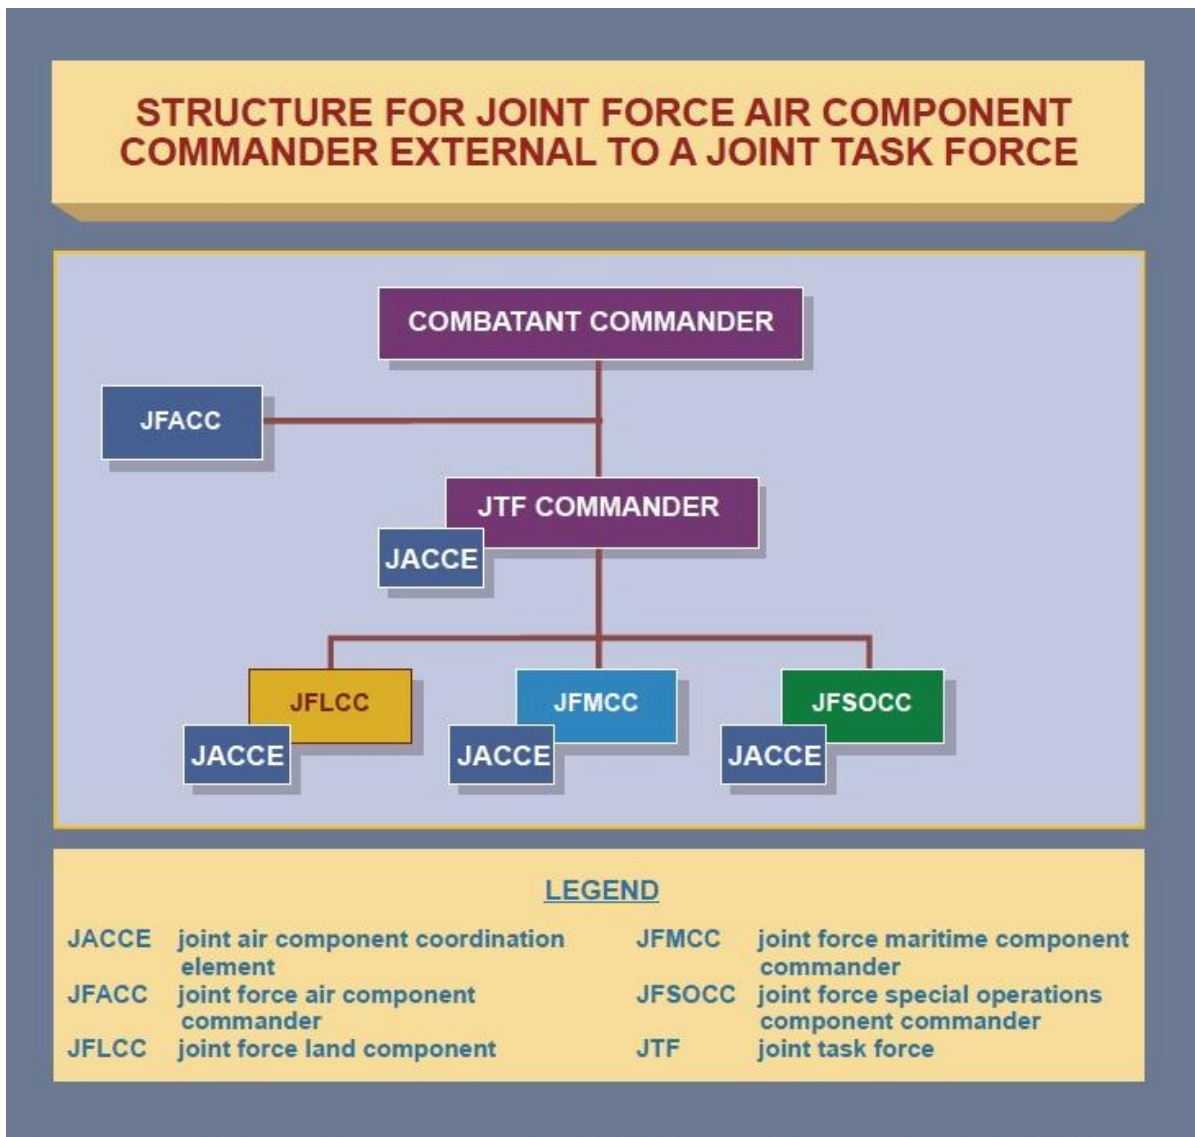 STRUCTURE FOR JOINT FORCE AIR COMPONENT
COMMANDER EXTERNAL TO A JOINT TASK FORCE
COMBATANT COMMANDER
JFACC
JTF COMMANDER
JACCE
JFLCC
JFMCC
JFSOCC
JACCE
JACCE
JACCE
LEGEND
JACCE joint air component coordination
element
JFACC joint force air component
commander
JFLCC joint force land component
JFMCC joint force maritime component
commander
JFSOCC joint force special operations
component commander
JTF joint task force